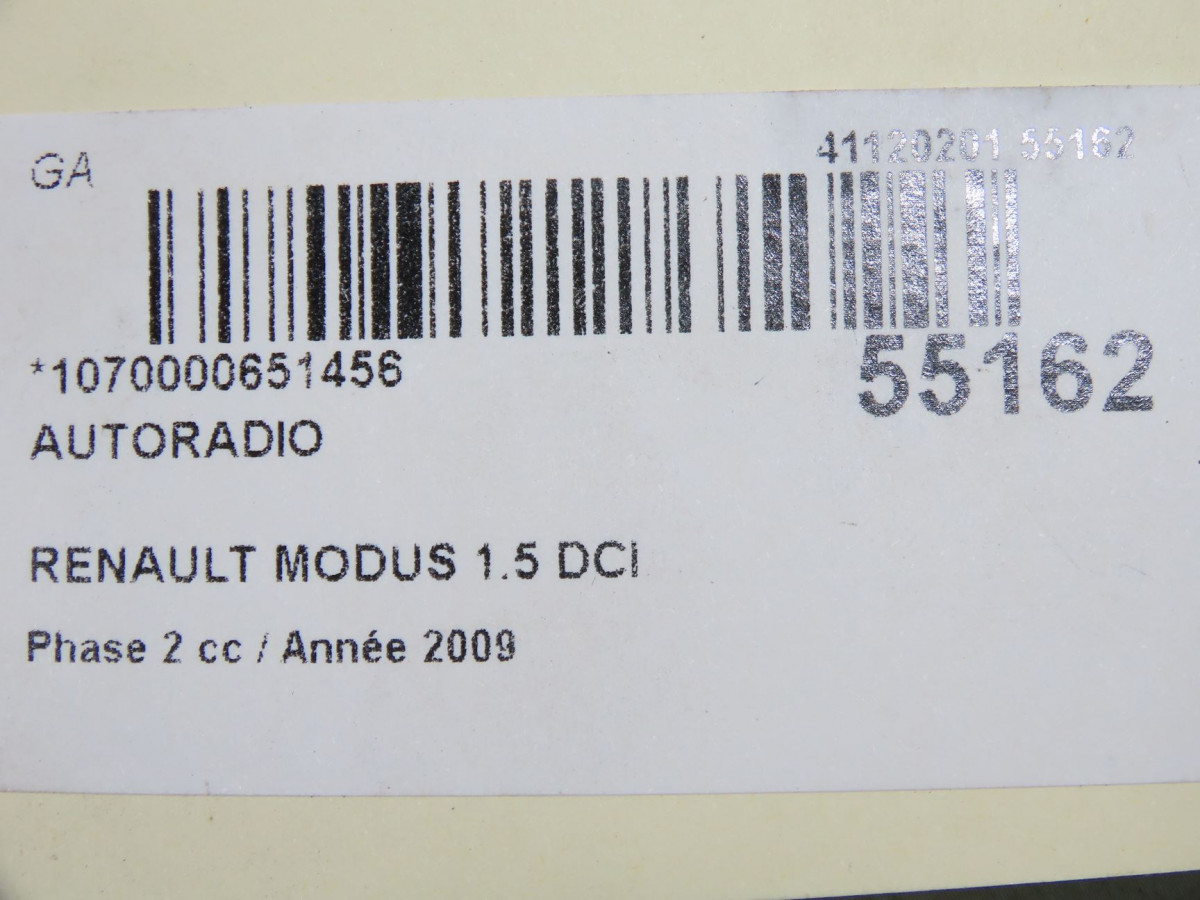 GA
41120201 55162
*1070000651456
55162
AUTORADIO
RENAULT MODUS 1.5 DCI
Phase 2 cc / Année 2009